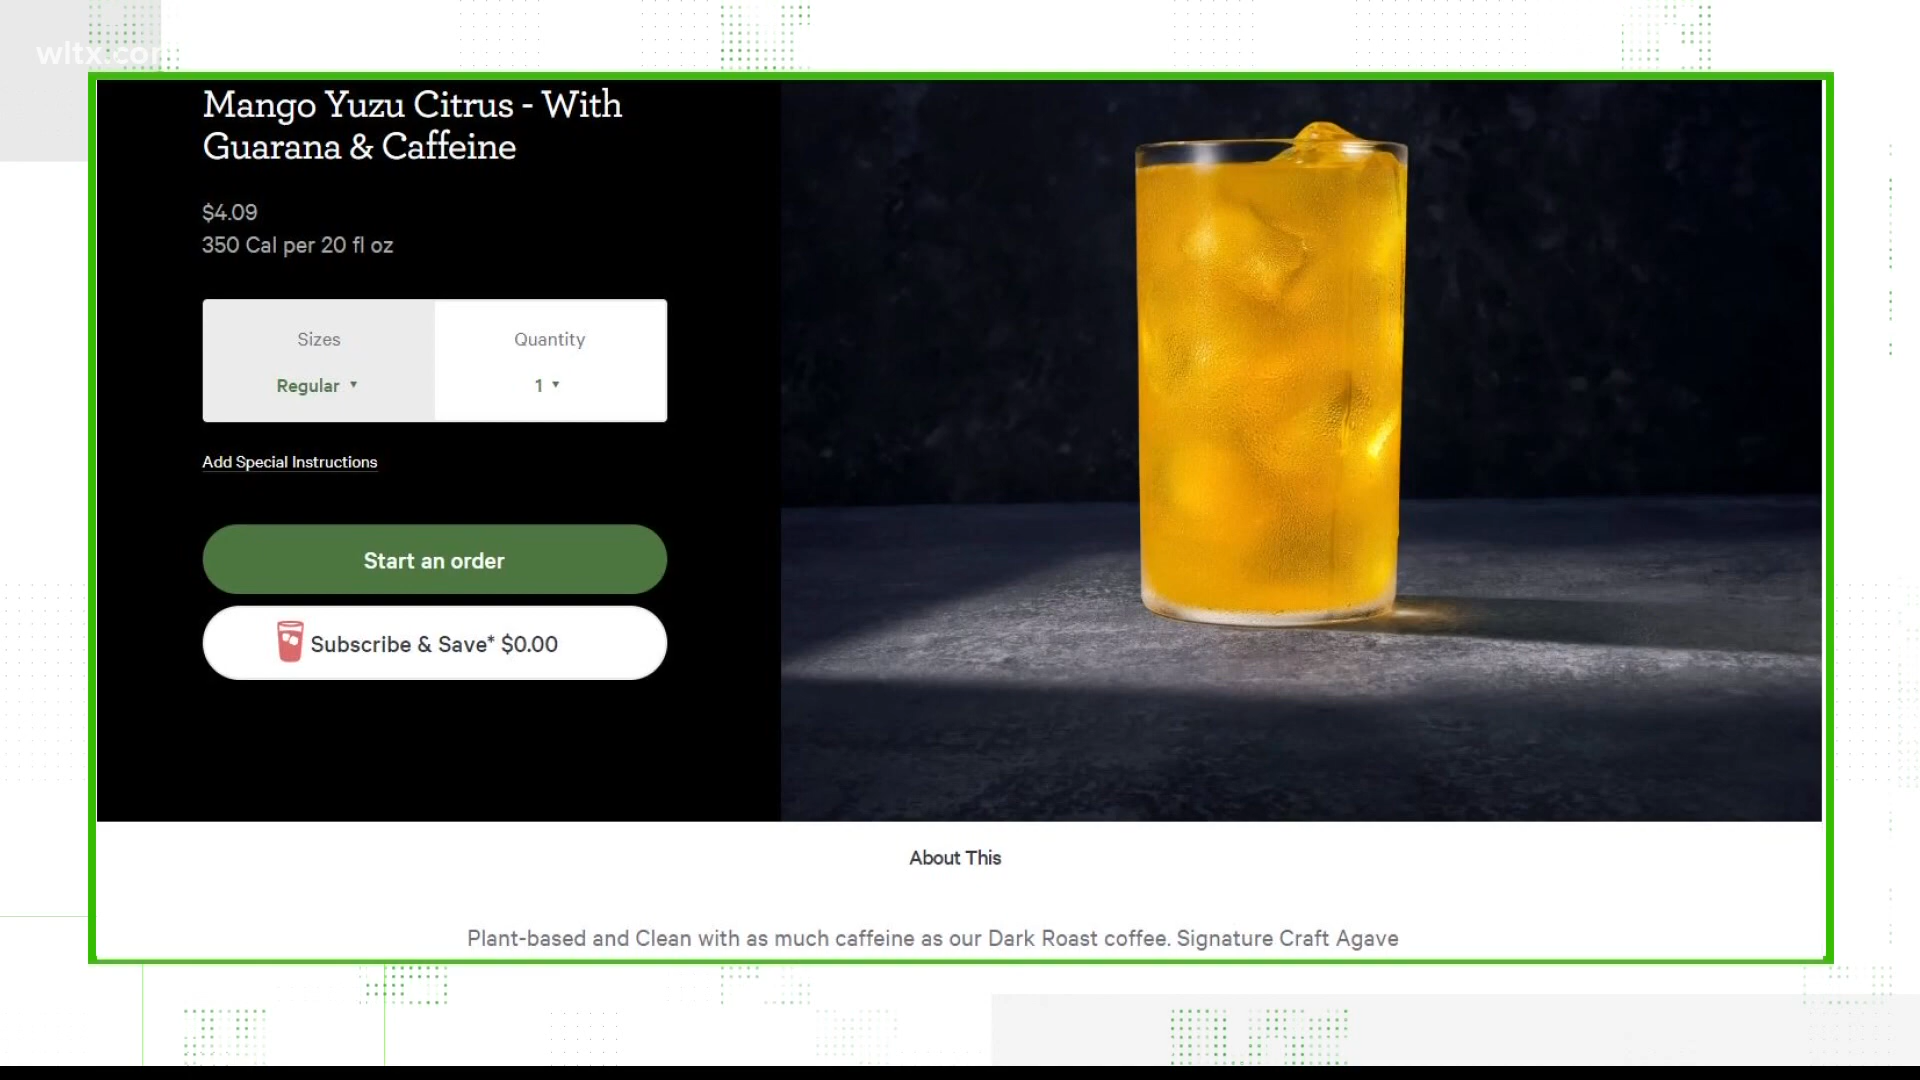 wltx.com
Mango Yuzu Citrus - With
Guarana & Caffeine
$4.09
350 Cal per 20 fl oz
Sizes
Quantity
Regular ▼
1 ▼
Add Special Instructions
Start an order
Subscribe & Save* $0.00
About This
Plant-based and Clean with as much caffeine as our Dark Roast coffee. Signature Craft Agave